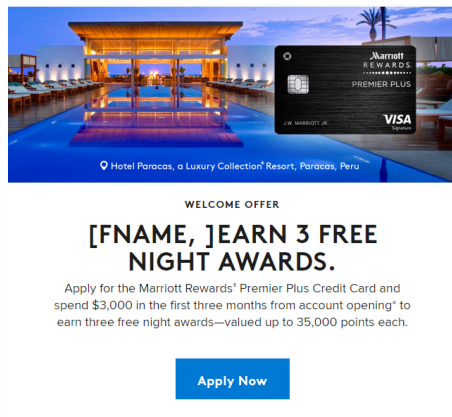 Marriott
REWARDS
PREMIER PLUS
J.W. MARRIOTT JR.
VISA
Signature
Hotel Paracas, a Luxury Collection® Resort, Paracas, Peru
WELCOME OFFER
[FNAME, ]EARN 3 FREE
NIGHT AWARDS.
Apply for the Marriott Rewards® Premier Plus Credit Card and
spend $3,000 in the first three months from account opening* to
earn three free night awards—valued up to 35,000 points each.
Apply Now